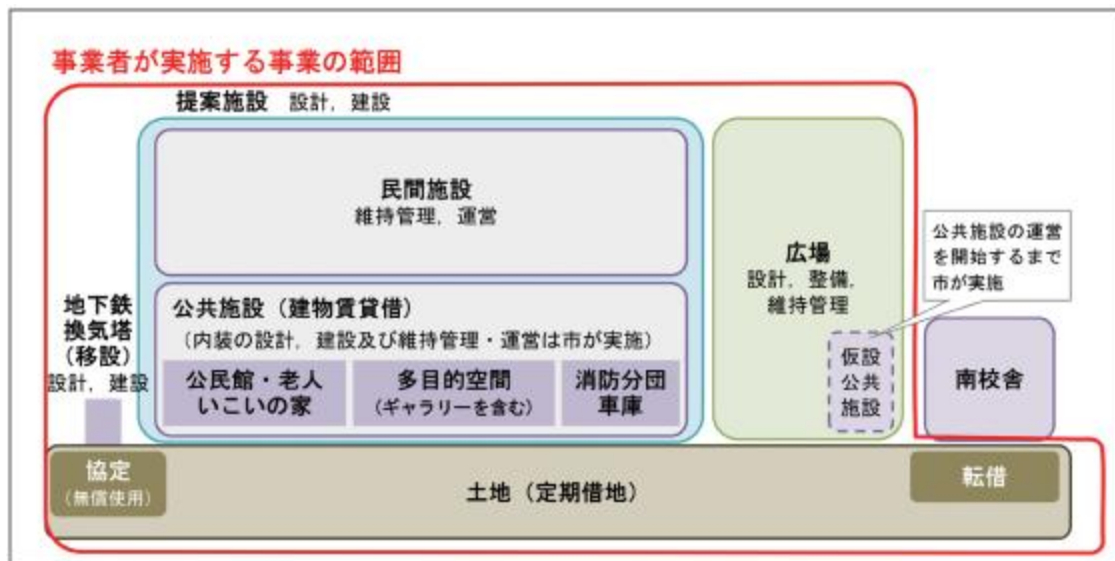 事業者が実施する事業の範囲
提案施設 設計，建設
民間施設
維持管理，運営
公共施設（建物賃貸借）
（内装の設計，建設及び維持管理・運営は市が実施）
公民館・老人
いこいの家
多目的空間
（ギャラリーを含む）
消防分団
車庫
地下鉄
換気塔
（移設）
設計，建設
広場
設計，整備，
維持管理
仮設
公共
施設
公共施設の運営
を開始するまで
市が実施
南校舎
協定
（無償使用）
土地（定期借地）
転借